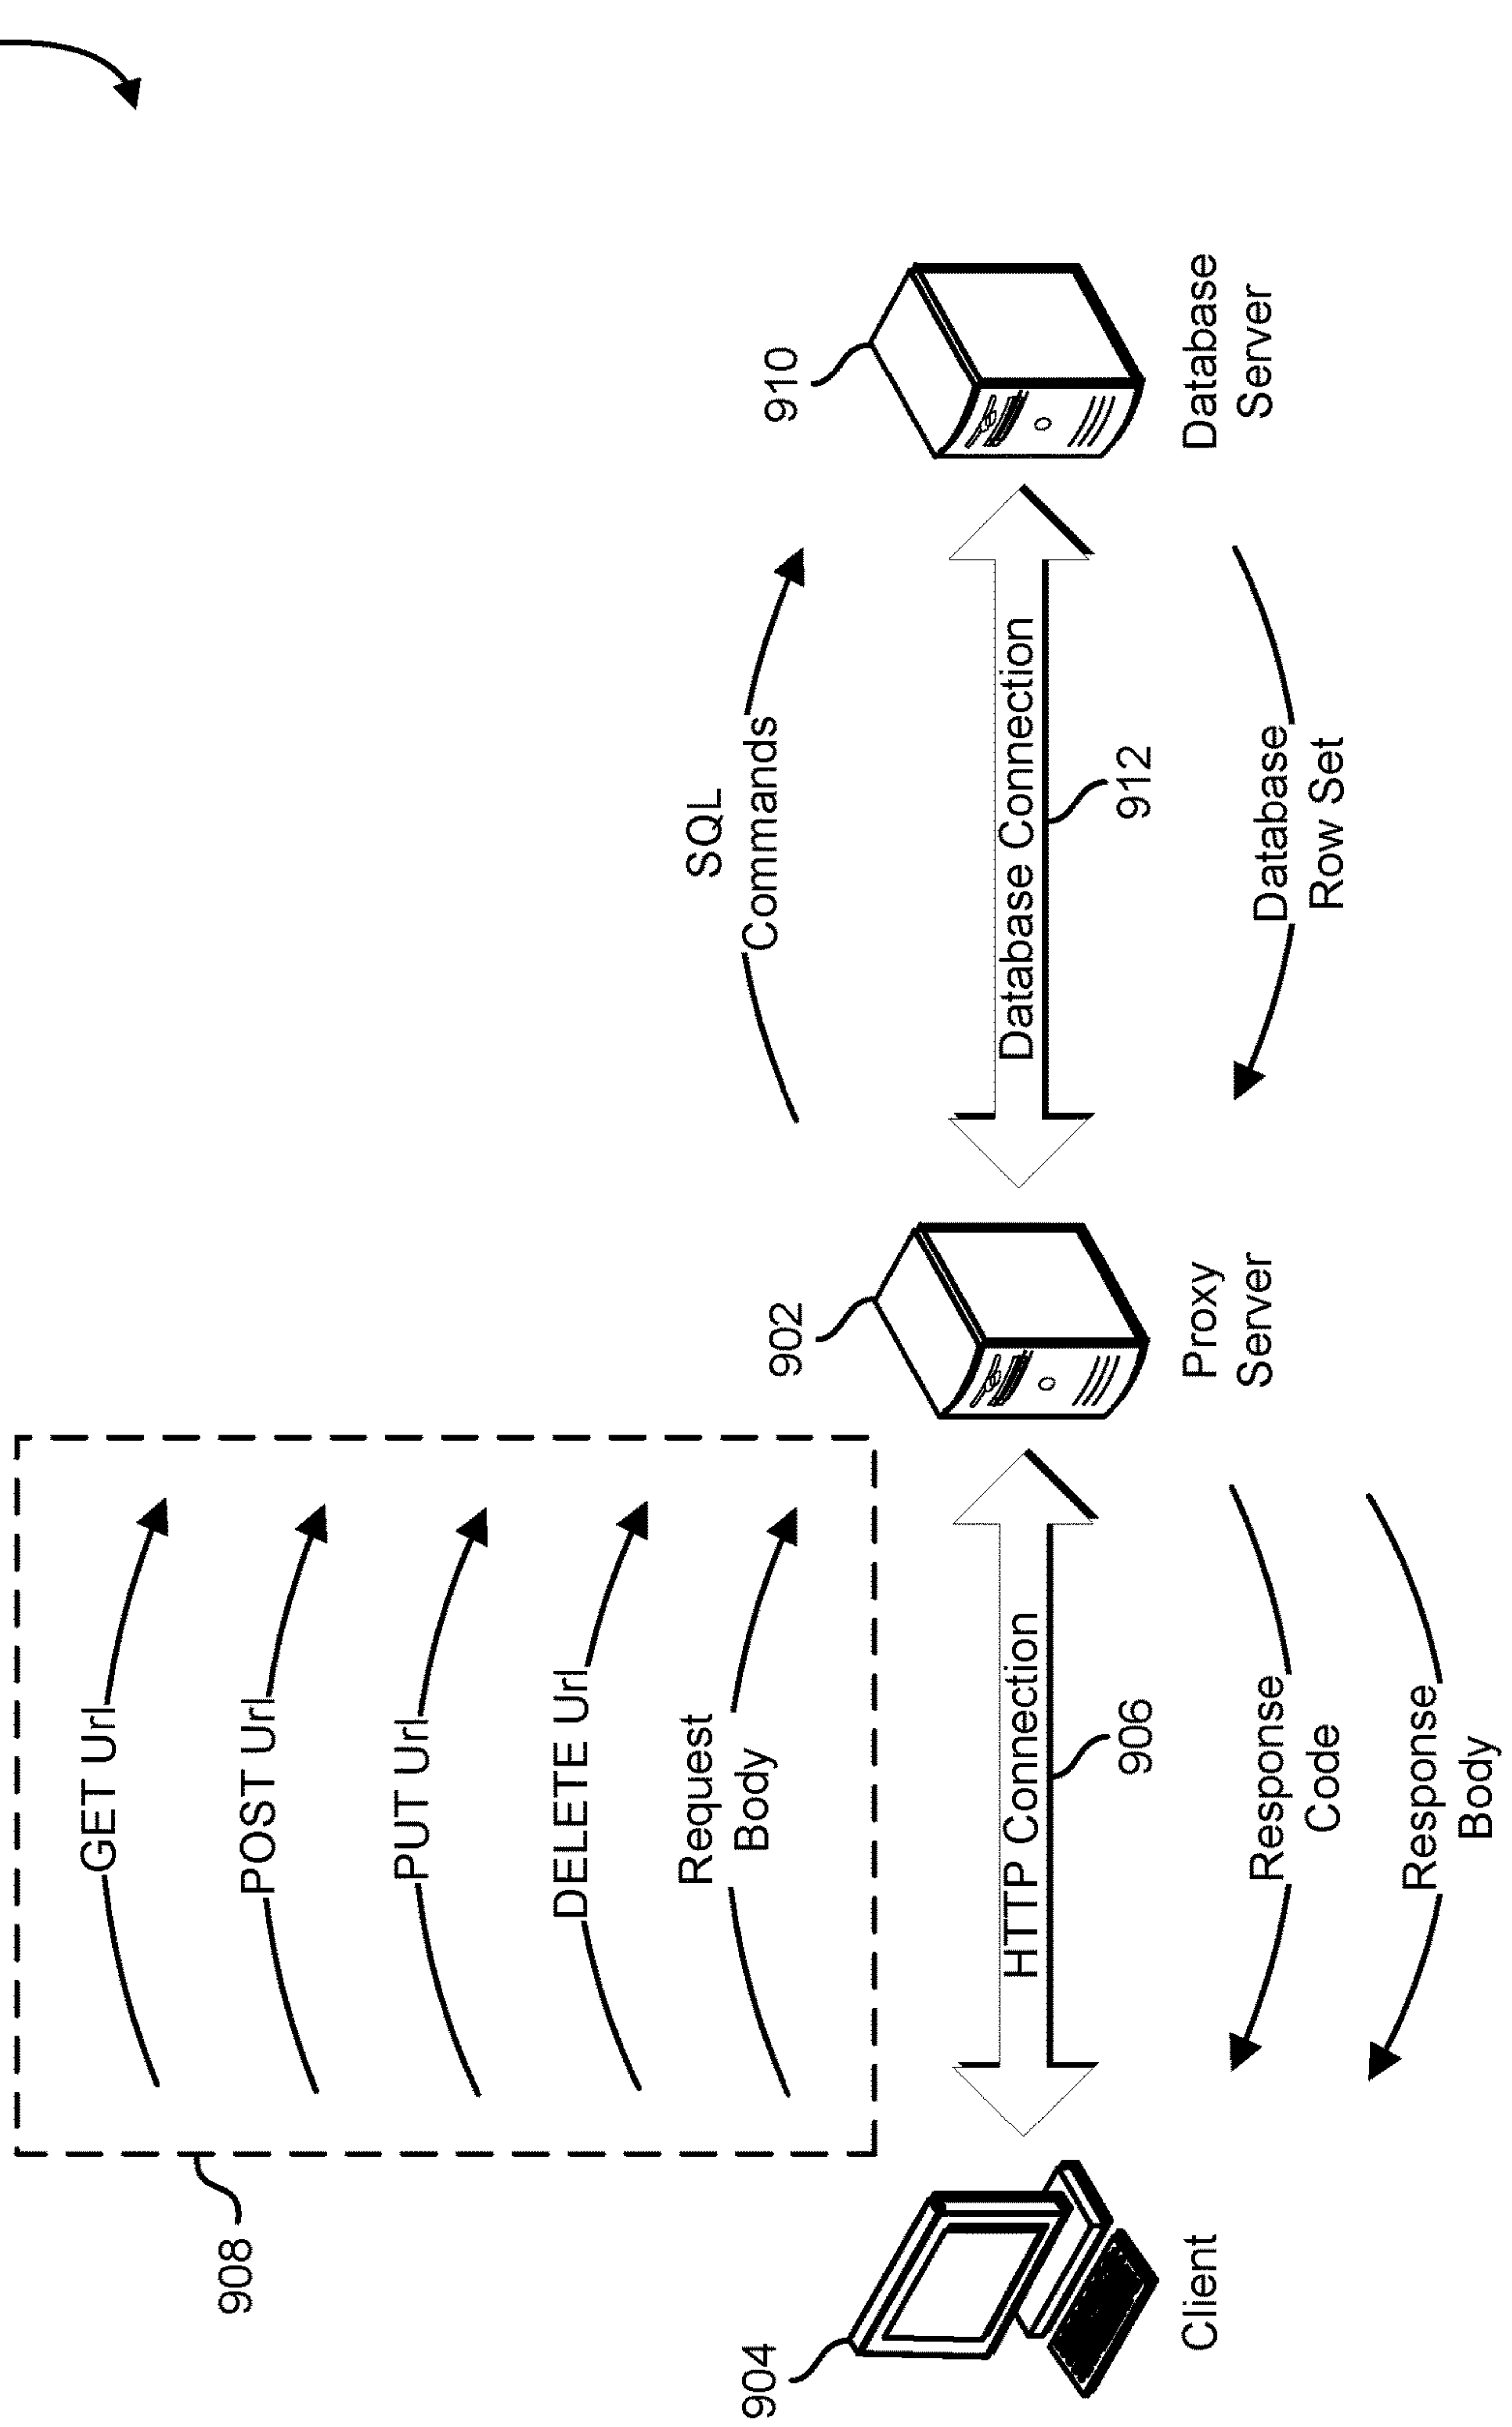 908
GET Url
POST Url
PUT Url
DELETE Url
Request
Body
SQL
Commands
904
902
910
HTTP Connection
Database Connection
906
912
Client
Proxy
Server
Database
Server
Response
Code
Database
Row Set
Response
Body